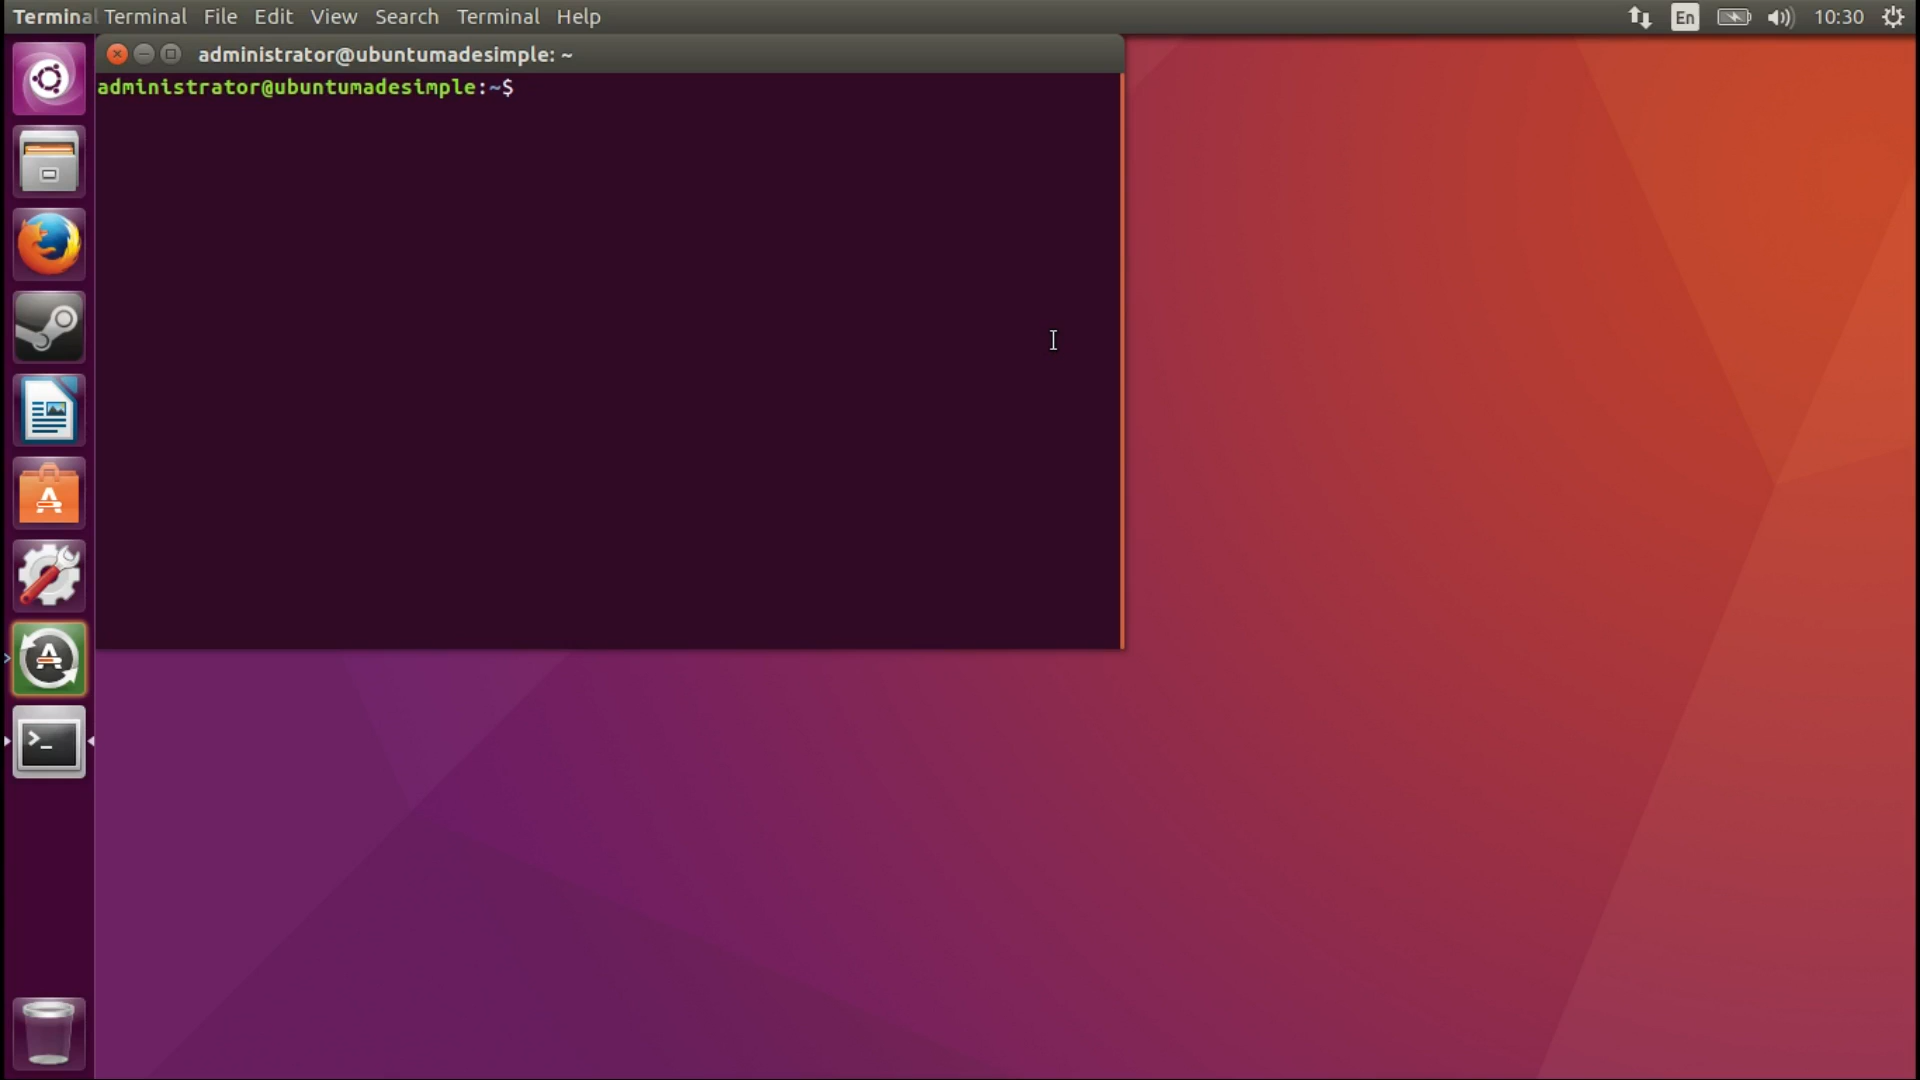 Terminal Terminal File Edit View Search Terminal Help En 10:30
administrator@ubuntumadesimple: ~
administrator@ubuntumadesimple:~$